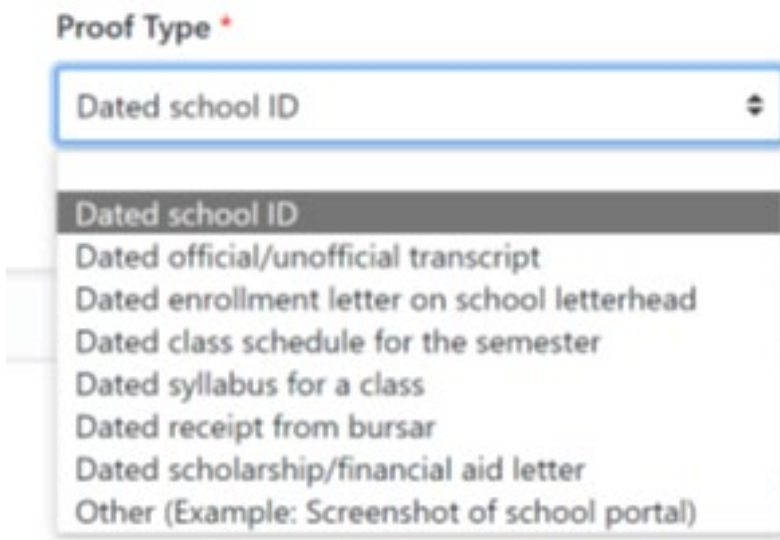 Proof Type *
Dated school ID
Dated school ID
Dated official/unofficial transcript
Dated enrollment letter on school letterhead
Dated class schedule for the semester
Dated syllabus for a class
Dated receipt from bursar
Dated scholarship/financial aid letter
Other (Example: Screenshot of school portal)